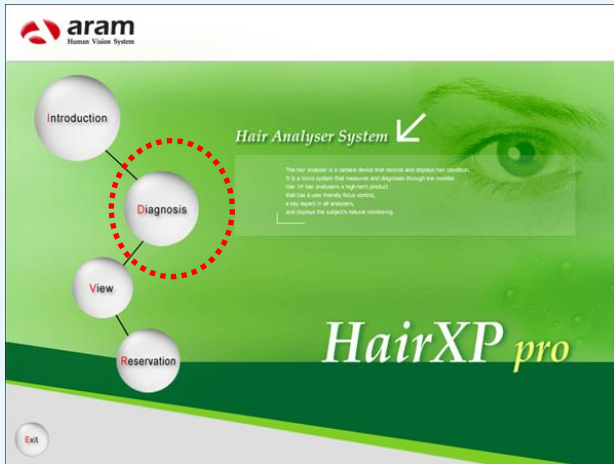 aram
Human Vision System
Introduction
Hair Analyser System
The hair analyser is a camera device that records and displays hair condition.
It is a micro system that measures and diagnoses through the monitor.
Hair XP hair analysers a high-tech product
that has a user friendly focus control,
a key aspect in all analysers,
and displays the subject's natural monitoring.
Diagnosis
View
HairXP pro
Reservation
Exit